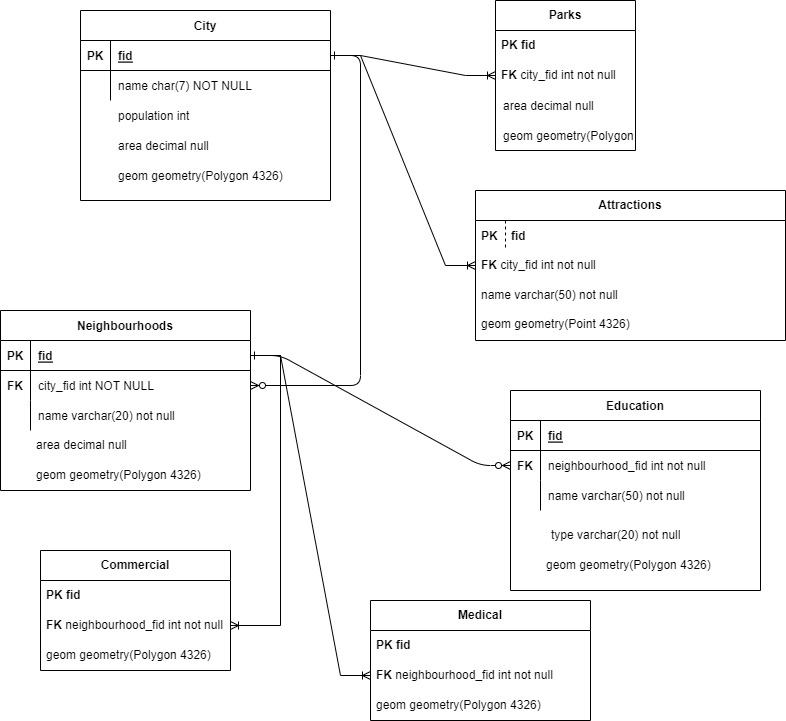 City
PK fid
name char(7) NOT NULL
population int
area decimal null
geom geometry(Polygon 4326)
Parks
PK fid
FK city_fid int not null
area decimal null
geom geometry(Polygon
Attractions
PK fid
FK city_fid int not null
name varchar(50) not null
geom geometry(Point 4326)
Neighbourhoods
PK fid
FK city_fid int NOT NULL
name varchar(20) not null
area decimal null
geom geometry(Polygon 4326)
Education
PK fid
FK neighbourhood_fid int not null
name varchar(50) not null
type varchar(20) not null
geom geometry(Polygon 4326)
Commercial
PK fid
FK neighbourhood_fid int not null
geom geometry(Polygon 4326)
Medical
PK fid
FK neighbourhood_fid int not null
geom geometry(Polygon 4326)